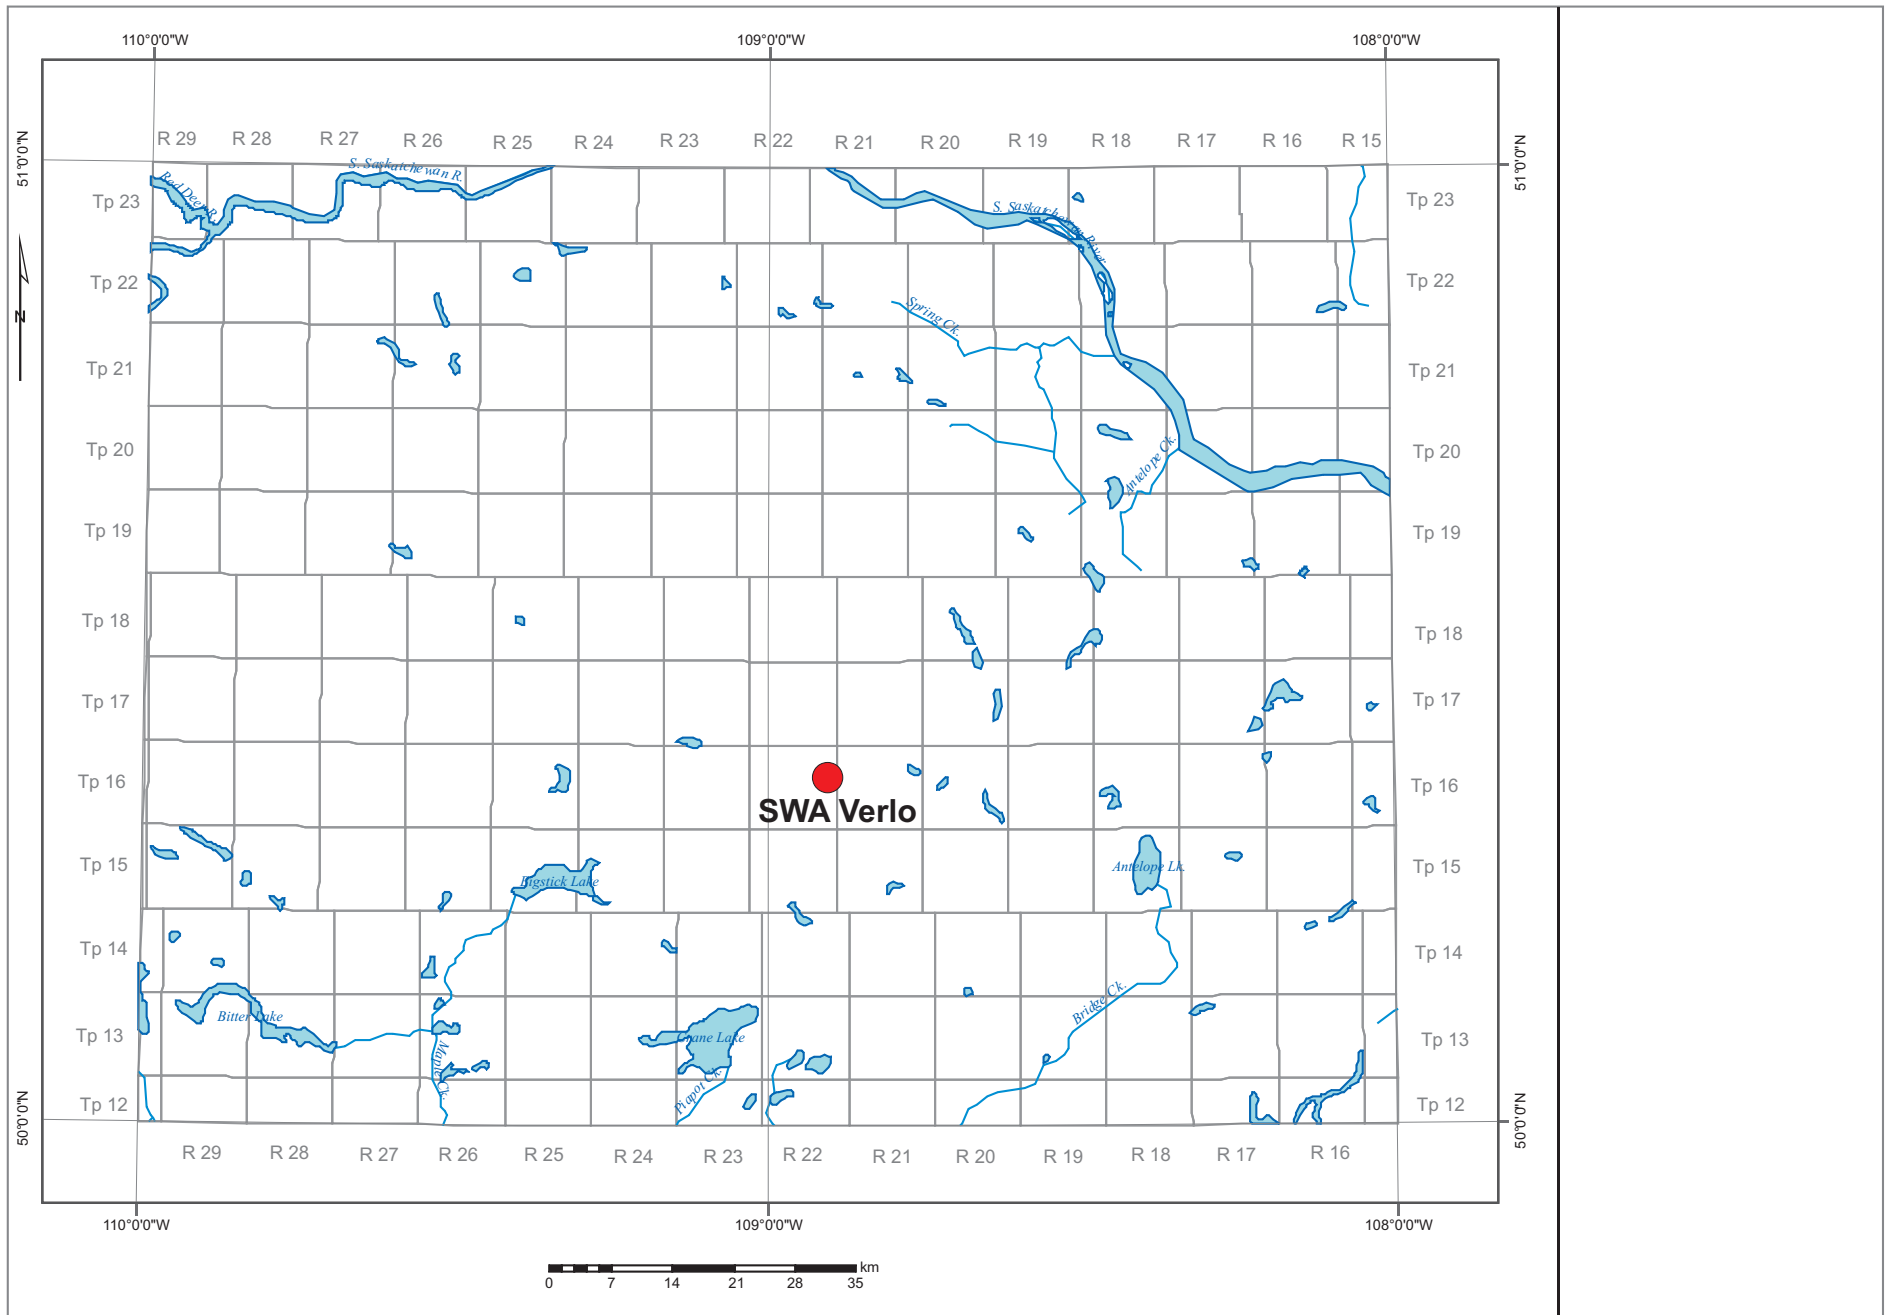 110°0'0"W 109°0'0"W 108°0'0"W
51°0'0"N 51°0'0"N
R 29 R 28 R 27 R 26 R 25 R 24 R 23 R 22 R 21 R 20 R 19 R 18 R 17 R 16 R 15
S. Saskatchewan R.
Red Deer R.
Tp 23 Tp 23
S. Saskatchewan River
Tp 22 Tp 22
Spring Ck.
N
Tp 21 Tp 21
Tp 20 Tp 20
Antelope Ck.
Tp 19 Tp 19
Tp 18 Tp 18
Tp 17 Tp 17
Tp 16 Tp 16
SWA Verlo
Tp 15 Tp 15
Bigstick Lake
Antelope Lk.
Tp 14 Tp 14
Bridge Ck.
Bitter Lake
Tp 13 Tp 13
Crane Lake
Maple Ck.
Piapot Ck.
Tp 12 Tp 12
50°0'0"N 50°0'0"N
R 29 R 28 R 27 R 26 R 25 R 24 R 23 R 22 R 21 R 20 R 19 R 18 R 17 R 16
110°0'0"W 109°0'0"W 108°0'0"W
km
0 7 14 21 28 35